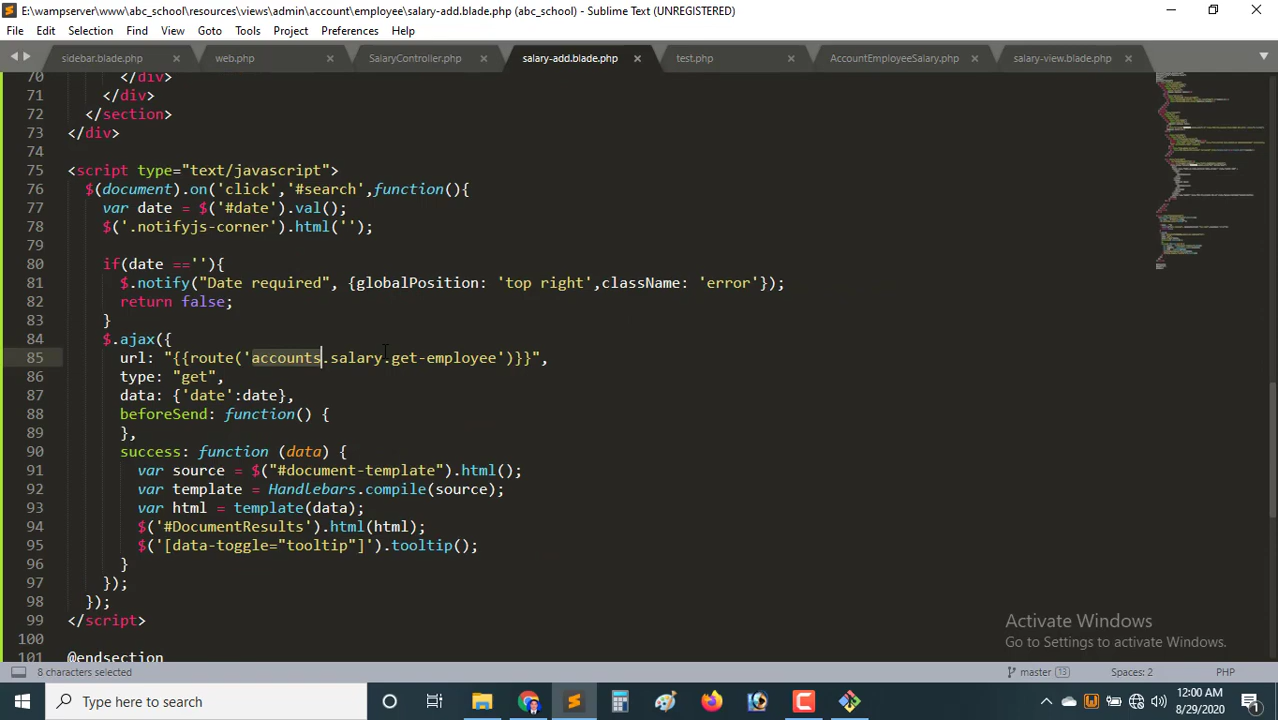 E:\wampserver\www\abc_school\resources\views\admin\account\employee\salary-add.blade.php (abc_school) - Sublime Text (UNREGISTERED)
File Edit Selection Find View Goto Tools Project Preferences Help
sidebar.blade.php web.php SalaryController.php salary-add.blade.php test.php AccountEmployeeSalary.php salary-view.blade.php
70 </div>
71 </div>
72 </section>
73 </div>
74
75 <script type="text/javascript">
76 $(document).on('click','#search',function(){
77 var date = $('#date').val();
78 $('.notifyjs-corner').html('');
79
80 if(date ==''){
81 $.notify("Date required", {globalPosition: 'top right',className: 'error'});
82 return false;
83 }
84 $.ajax({
85 url: "{{route('accounts.salary.get-employee')}}",
86 type: "get",
87 data: {'date':date},
88 beforeSend: function() {
89 },
90 success: function (data) {
91 var source = $("#document-template").html();
92 var template = Handlebars.compile(source);
93 var html = template(data);
94 $('#DocumentResults').html(html);
95 $('[data-toggle="tooltip"]').tooltip();
96 }
97 });
98 });
99 </script>
100
101 @endsection
Activate Windows
Go to Settings to activate Windows.
8 characters selected master 13 Spaces: 2 PHP
Type here to search 12:00 AM
8/29/2020